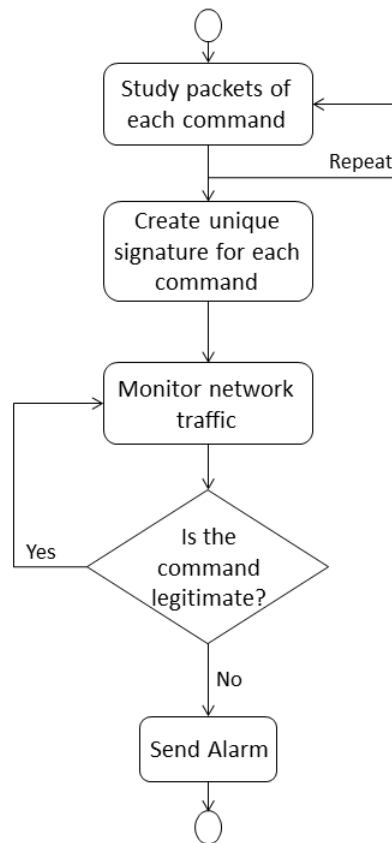 Study packets of
each command
Repeat
Create unique
signature for each
command
Monitor network
traffic
Is the
command
legitimate?
Yes
No
Send Alarm